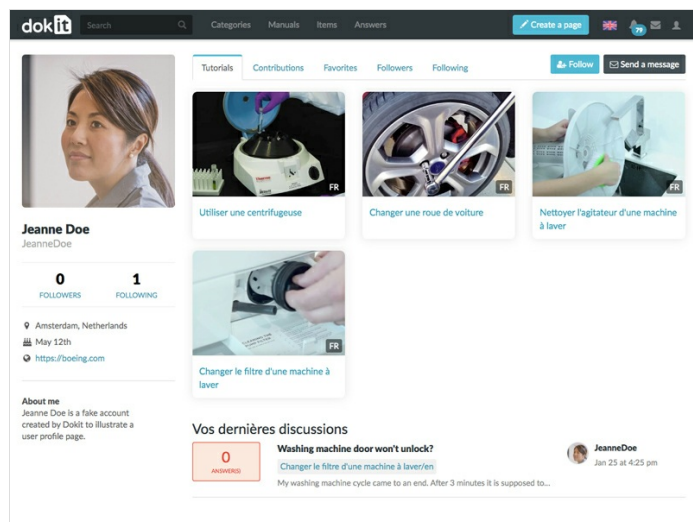 dokit
Search
Categories
Manuals
Items
Answers
Create a page
79
Tutorials
Contributions
Favorites
Followers
Following
Follow
Send a message
FR
FR
FR
Utiliser une centrifugeuse
Changer une roue de voiture
Nettoyer l'agitateur d'une machine
à laver
Jeanne Doe
JeanneDoe
0
1
FOLLOWERS
FOLLOWING
Amsterdam, Netherlands
May 12th
https://boeing.com
FR
Changer le filtre d'une machine à
laver
About me
Jeanne Doe is a fake account
created by Dokit to illustrate a
user profile page.
Vos dernières discussions
0
ANSWER(S)
Washing machine door won't unlock?
Changer le filtre d'une machine à laver/en
My washing machine cycle came to an end. After 3 minutes it is supposed to...
JeanneDoe
Jan 25 at 4:25 pm